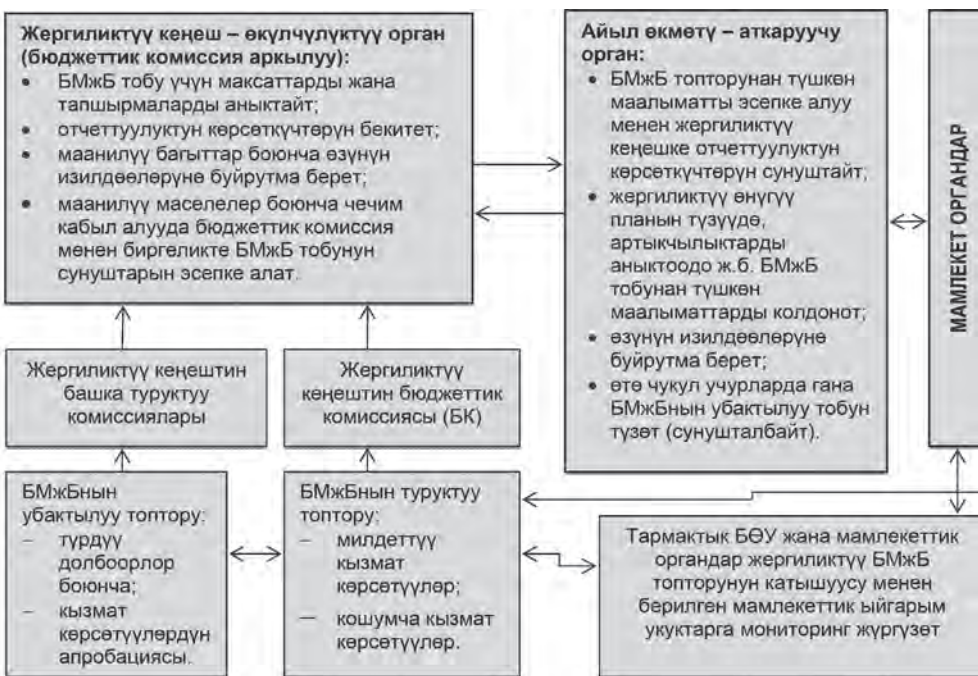 Жергиликтүү кеңеш – өкүлчүлүктүү орган
(бюджеттик комиссия аркылуу):
• БМжБ тобу үчүн максаттарды жана
тапшырмаларды аныктайт;
• отчеттуулуктун көрсөткүчтөрүн бекитет;
• маанилүү багыттар боюнча өзүнүн
изилдөөлөрүнө буйрутма берет;
• маанилүү маселелер боюнча чечим
кабыл алууда бюджеттик комиссия
менен биргеликте БМжБ тобунун
сунуштарын эсепке алат.
Айыл өкмөтү – аткаруучу
орган:
• БМжБ топторунан түшкөн
маалыматты эсепке алуу
менен жергиликтүү
кеңешке отчеттуулуктун
көрсөткүчтөрүн сунуштайт;
• жергиликтүү өнүгүү
планын түзүүдө,
артыкчылыктарды
аныктоодо ж.б. БМжБ
тобунан түшкөн
маалыматтарды колдонот;
• өзүнүн изилдөөлөрүнө
буйрутма берет;
• өтө чукул учурларда гана
БМжБнын убактылуу тобун
түзөт (сунушталбайт).
МАМЛЕКЕТ ОРГАНДАР
Жергиликтүү кеңештин
башка туруктуу
комиссиялары
Жергиликтүү
кеңештин бюджеттик
комиссиясы (БК)
БМжБнын
убактылуу топтору:
– түрдүү
долбоорлор
боюнча;
– кызмат
көрсөтүүлөрдүн
апробациясы.
БМжБнын туруктуу
топтору:
– милдеттүү
кызмат
көрсөтүүлөр;
– кошумча кызмат
көрсөтүүлөр.
Тармактык БӨУ жана мамлекеттик
органдар жергиликтүү БМжБ
топторунун катышуусу менен
берилген мамлекеттик ыйгарым
укуктарга мониторинг жүргүзөт